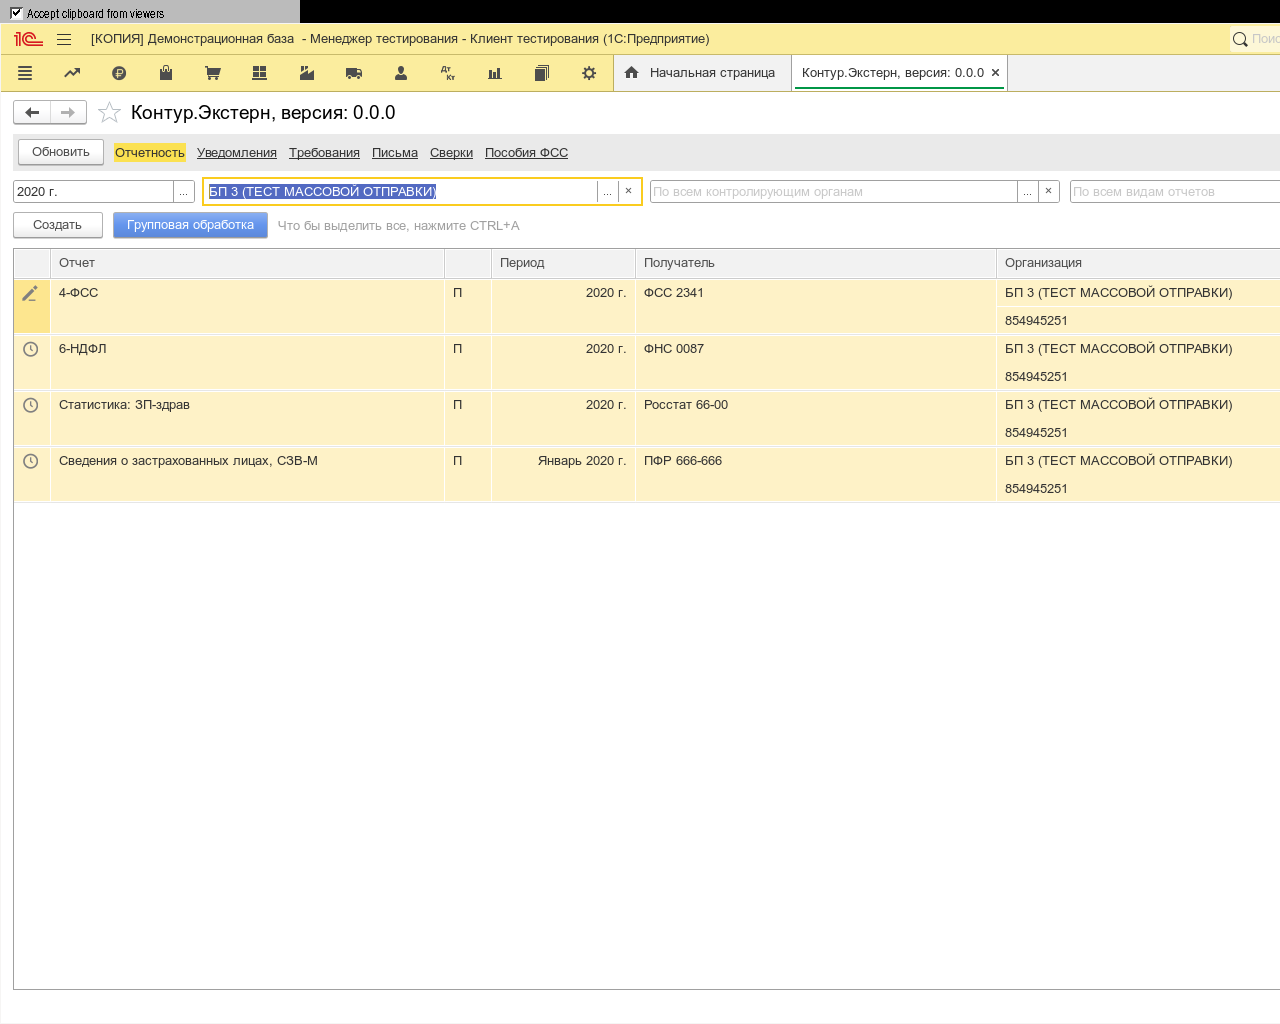 Accept clipboard from viewers
[КОПИЯ] Демонстрационная база - Менеджер тестирования - Клиент тестирования (1С:Предприятие)
Поис
Дт Кт
Начальная страница
Контур.Экстерн, версия: 0.0.0 ×
Контур.Экстерн, версия: 0.0.0
Обновить Отчетность Уведомления Требования Письма Сверки Пособия ФСС
2020 г. ... БП 3 (ТЕСТ МАССОВОЙ ОТПРАВКИ) ... × По всем контролирующим органам ... × По всем видам отчетов
Создать Групповая обработка Что бы выделить все, нажмите CTRL+A
Отчет Период Получатель Организация
4-ФСС П 2020 г. ФСС 2341 БП 3 (ТЕСТ МАССОВОЙ ОТПРАВКИ)
854945251
6-НДФЛ П 2020 г. ФНС 0087 БП 3 (ТЕСТ МАССОВОЙ ОТПРАВКИ)
854945251
Статистика: ЗП-здрав П 2020 г. Росстат 66-00 БП 3 (ТЕСТ МАССОВОЙ ОТПРАВКИ)
854945251
Сведения о застрахованных лицах, СЗВ-М П Январь 2020 г. ПФР 666-666 БП 3 (ТЕСТ МАССОВОЙ ОТПРАВКИ)
854945251